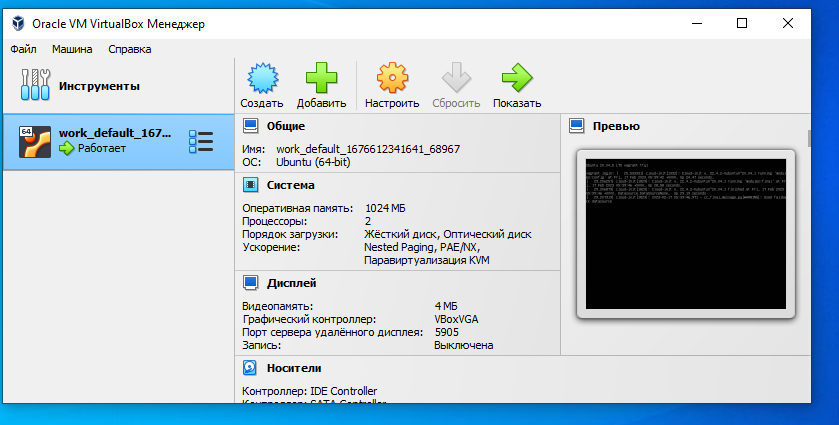 Oracle VM VirtualBox Менеджер
Файл Машина Справка
Инструменты
Создать Добавить Настроить Сбросить Показать
64
work_default_167...
Работает
Общие
Имя: work_default_1676612341641_68967
ОС: Ubuntu (64-bit)
Система
Оперативная память: 1024 МБ
Процессоры: 2
Порядок загрузки: Жёсткий диск, Оптический диск
Ускорение: Nested Paging, PAE/NX,
Паравиртуализация KVM
Дисплей
Видеопамять: 4 МБ
Графический контроллер: VBoxVGA
Порт сервера удалённого дисплея: 5905
Запись: Выключена
Носители
Контроллер: IDE Controller
Контроллер: SATA Controller
Превью